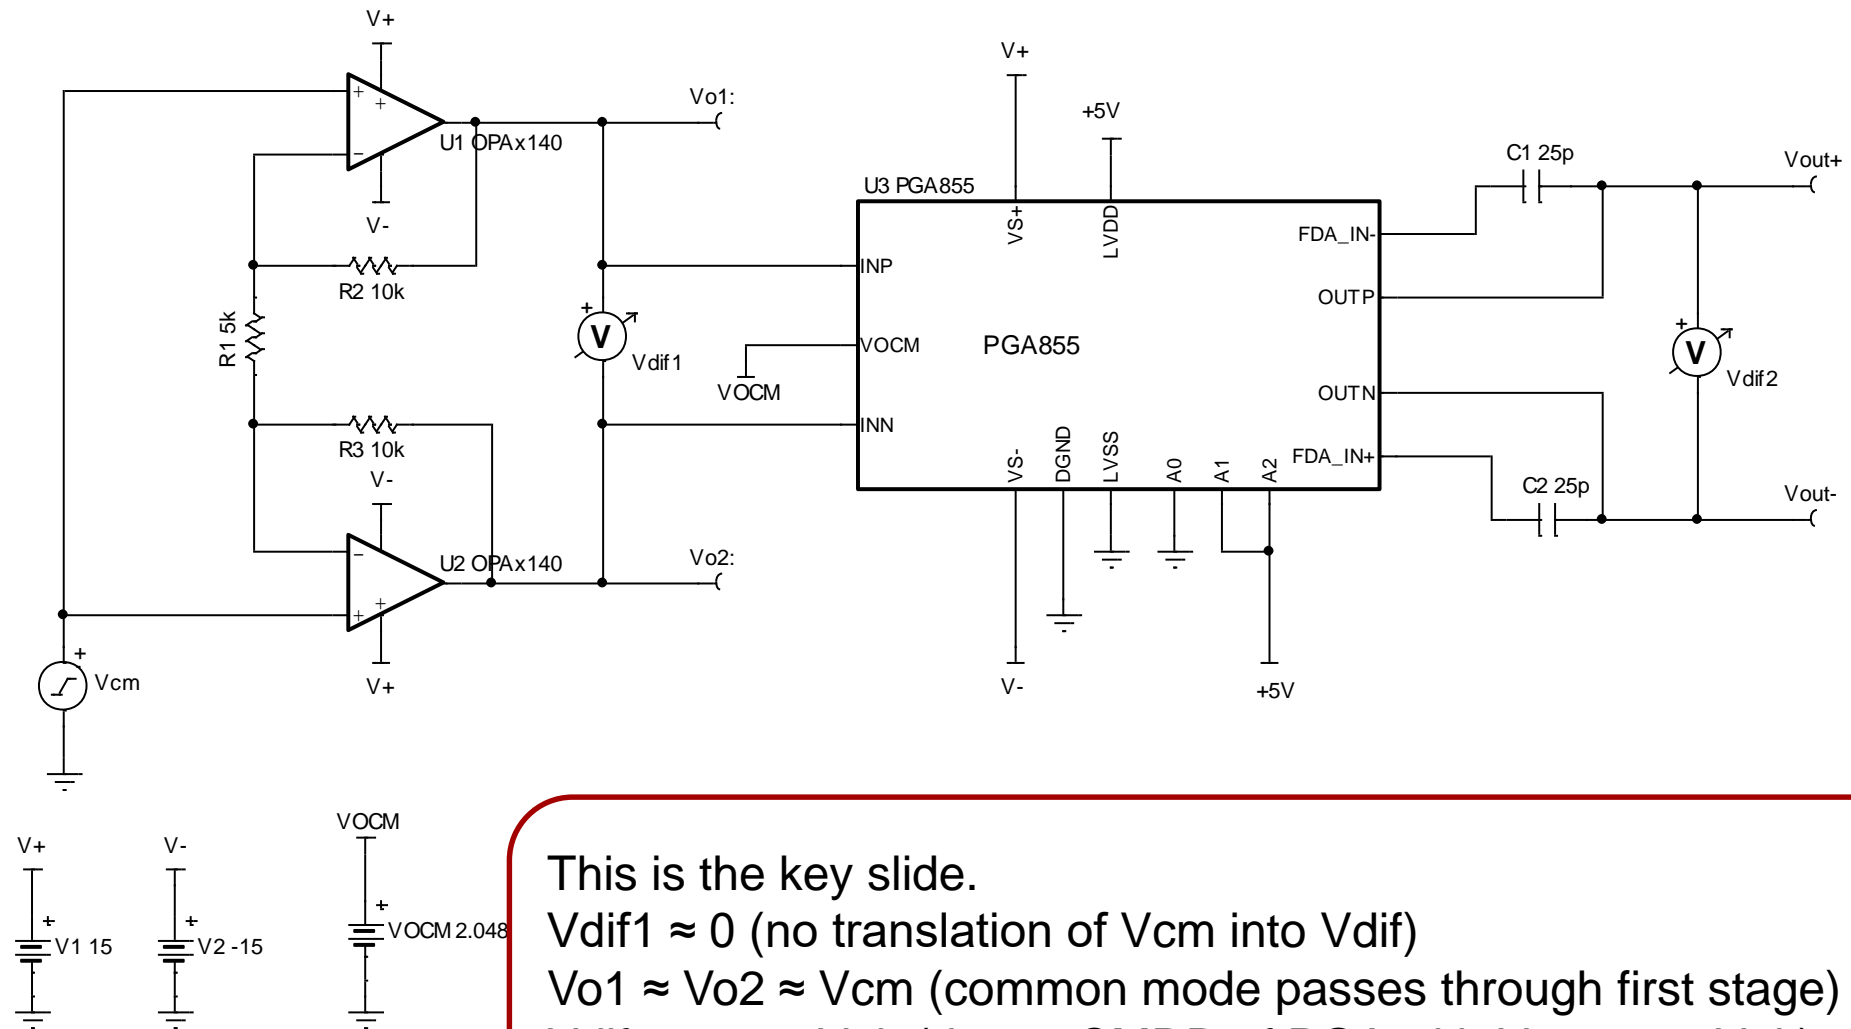 V+
Vo1:
U1 OPAx140
V-
R2 10k
R1 5k
R3 10k
V-
U2 OPAx140
Vo2:
V+
Vcm
V
Vdif1
VOCM
V+
+5V
U3 PGA855
VS+
LVDD
INP
VOCM
INN
PGA855
FDA_IN-
OUTP
OUTN
FDA_IN+
VS-
DGND
LVSS
A0
A1
A2
V-
+5V
C1 25p
Vout+
V
Vdif2
C2 25p
Vout-
V+
V1 15
V-
V2 -15
VOCM
VOCM 2.048
This is the key slide.
Vdif1 ≈ 0 (no translation of Vcm into Vdif)
Vo1 ≈ Vo2 ≈ Vcm (common mode passes through first stage)